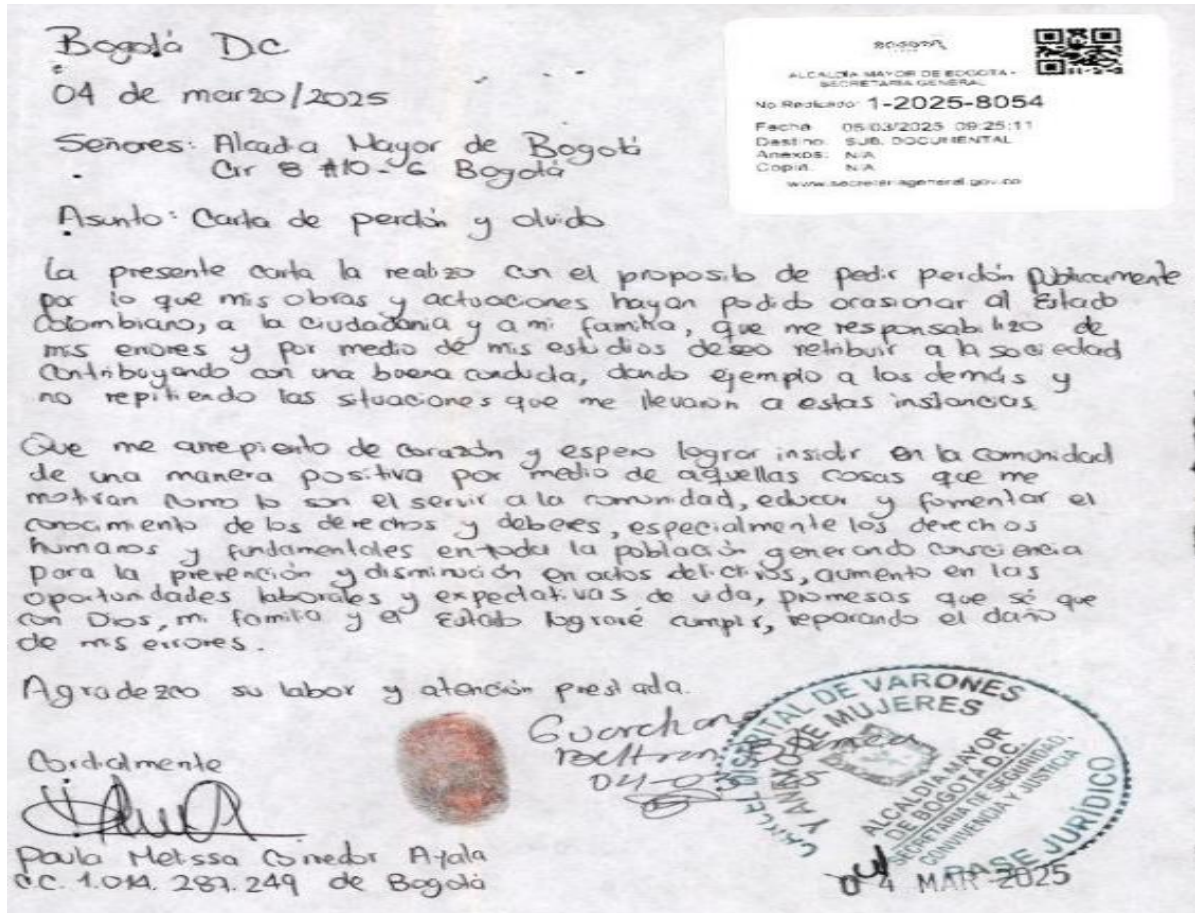 Bogotá D.C
04 de marzo/2025
Señores: Alcadia Mayor de Bogotá
Crr 8 #10-6 Bogotá
Asunto: Carta de perdón y olvido
BOGOTÁ
ALCALDÍA MAYOR DE BOGOTA -
SECRETARIA GENERAL
No Radicado: 1-2025-8054
Fecha 05/03/2025 09:25:11
Destino: SUB. DOCUMENTAL
Anexos: N/A
Copia: N/A
www.secretariageneral.gov.co
La presente carta la realizo con el proposito de pedir perdón públicamente
por lo que mis obras y actuaciones hayan podido orasionar al Estado
Colombiano, a la ciudadania y a mi familia, que me responsabilizo de
mis errores y por medio de mis estudios deseo retribuir a la sociedad
contribuyendo con una buena conducta, dando ejemplo a los demás y
no repitiendo las situaciones que me llevaron a estas instancias
Que me arrepiento de corazón y espero lograr insidir en la comunidad
de una manera positiva por medio de aquellas cosas que me
motivan como lo son el servir a la comunidad, educar y fomentar el
conocimiento de los derechos y deberes, especialmente los derechos
humanos y fundamentales en toda la población generando consciencia
para la prevención y disminución en actos delictivos, aumento en las
oportunidades laborales y expectativas de vida, promesas que sé que
con Dios, mi familia y el Estado lograré cumplir, reparando el daño
de mis errores.
Agradezco su labor y atención prestada.
Cordialmente
Paula Melissa Corredor Ayala
C.C. 1.014.287.249 de Bogotá
Guarchona
Beltran
CARCEL DISTRITAL DE VARONES
Y ANEXO DE MUJERES
ALCALDIA MAYOR
DE BOGOTA D.C.
SECRETARIA DE SEGURIDAD,
CONVIVENCIA Y JUSTICIA
PASE JURIDICO
04 MAR 2025